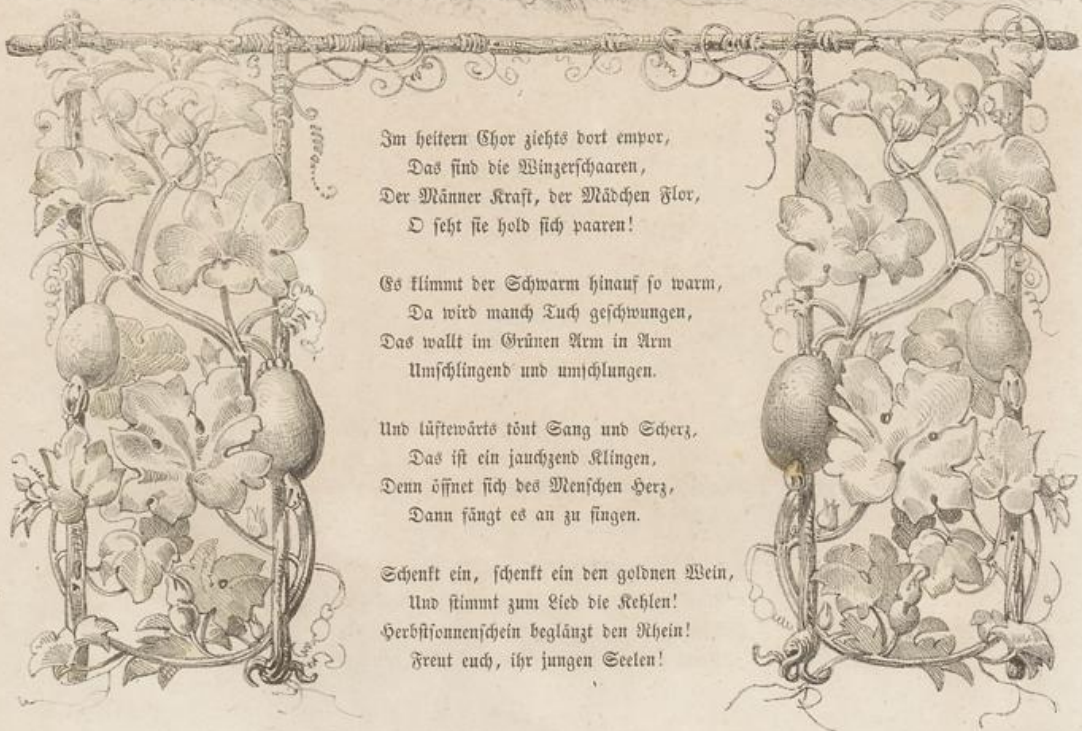 Im heitern Chor ziehts dort empor,
Das sind die Winzerschaaren,
Der Männer Kraft, der Mädchen Flor,
O seht sie hold sich paaren!
Es klimmt der Schwarm hinauf so warm,
Da wird manch Tuch geschwungen,
Das wallt im Grünen Arm in Arm
Umschlingend und umschlungen.
Und lüftewärts tönt Sang und Scherz,
Das ist ein jauchzend Klingen,
Denn öffnet sich des Menschen Herz,
Dann fängt es an zu singen.
Schenkt ein, schenkt ein den goldnen Wein,
Und stimmt zum Lied die Kehlen!
Herbstsonnenschein beglänzt den Rhein!
Freut euch, ihr jungen Seelen!